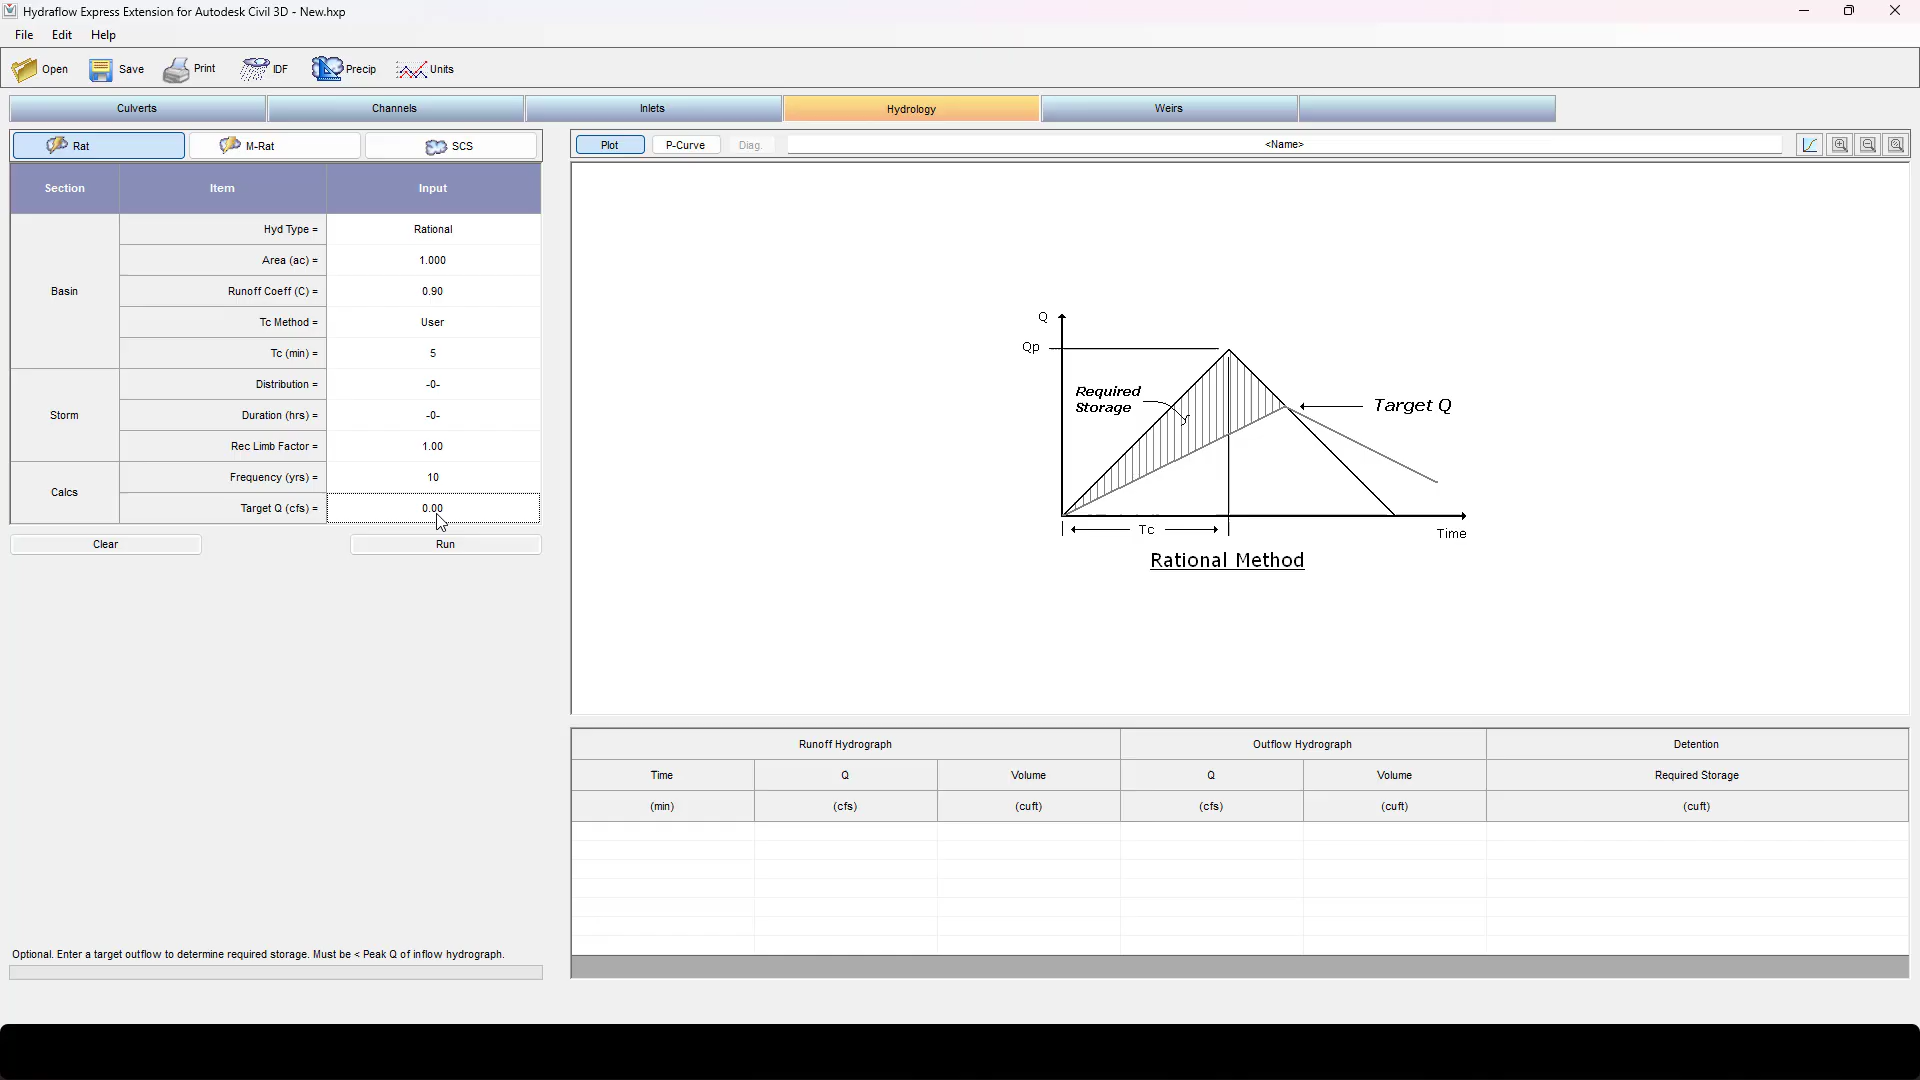 Hydraflow Express Extension for Autodesk Civil 3D - New.hxp
File Edit Help
Open Save Print IDF Precip Units
Culverts Channels Inlets Hydrology Weirs
Rat M-Rat SCS
Plot P-Curve Diag. <Name>
Section Item Input
Basin
Hyd Type = Rational
Area (ac) = 1.000
Runoff Coeff (C) = 0.90
Tc Method = User
Tc (min) = 5
Storm
Distribution = -0-
Duration (hrs) = -0-
Rec Limb Factor = 1.00
Calcs
Frequency (yrs) = 10
Target Q (cfs) = 0.00
Clear Run
Q
Qp
Required
Storage
Target Q
Tc
Time
Rational Method
Runoff Hydrograph Outflow Hydrograph Detention
Time Q Volume Q Volume Required Storage
(min) (cfs) (cuft) (cfs) (cuft) (cuft)
Optional. Enter a target outflow to determine required storage. Must be < Peak Q of inflow hydrograph.